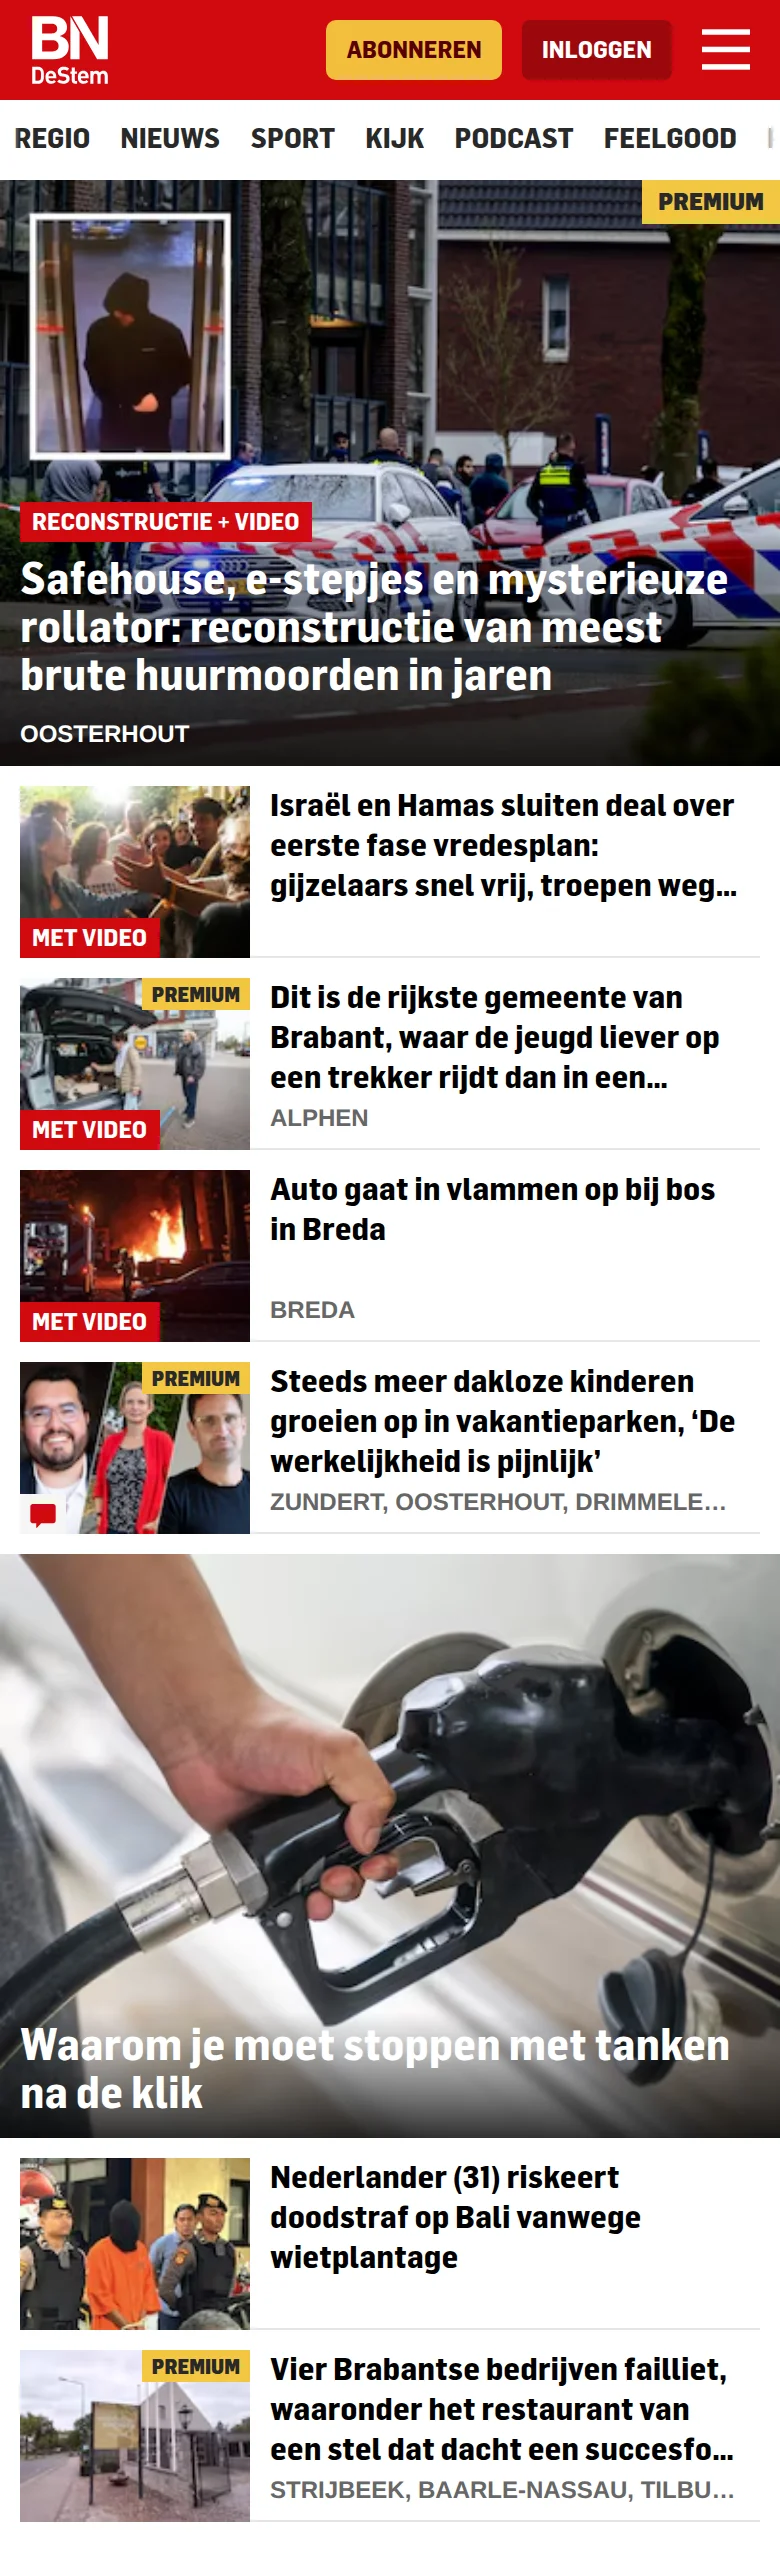 BN
DeStem
ABONNEREN
INLOGGEN
REGIO NIEUWS SPORT KIJK PODCAST FEELGOOD
PREMIUM
RECONSTRUCTIE + VIDEO
Safehouse, e-stepjes en mysterieuze
rollator: reconstructie van meest
brute huurmoorden in jaren
OOSTERHOUT
Israël en Hamas sluiten deal over
eerste fase vredesplan:
gijzelaars snel vrij, troepen weg...
MET VIDEO
PREMIUM
Dit is de rijkste gemeente van
Brabant, waar de jeugd liever op
een trekker rijdt dan in een...
MET VIDEO
ALPHEN
Auto gaat in vlammen op bij bos
in Breda
MET VIDEO
BREDA
PREMIUM
Steeds meer dakloze kinderen
groeien op in vakantieparken, ‘De
werkelijkheid is pijnlijk’
ZUNDERT, OOSTERHOUT, DRIMMELE...
Waarom je moet stoppen met tanken
na de klik
Nederlander (31) riskeert
doodstraf op Bali vanwege
wietplantage
PREMIUM
Vier Brabantse bedrijven failliet,
waaronder het restaurant van
een stel dat dacht een succesfo...
STRIJBEEK, BAARLE-NASSAU, TILBU...